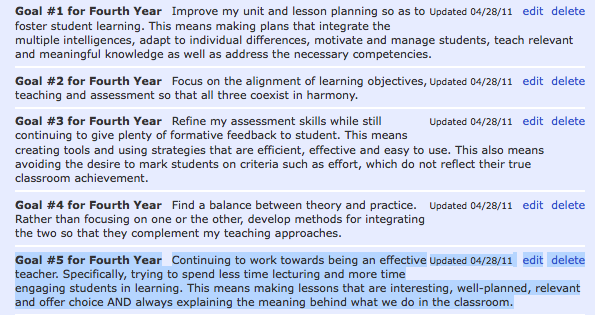 Goal #1 for Fourth Year Improve my unit and lesson planning so as to Updated 04/28/11 edit delete
foster student learning. This means making plans that integrate the
multiple intelligences, adapt to individual differences, motivate and manage students, teach relevant
and meaningful knowledge as well as address the necessary competencies.
Goal #2 for Fourth Year Focus on the alignment of learning objectives, Updated 04/28/11 edit delete
teaching and assessment so that all three coexist in harmony.
Goal #3 for Fourth Year Refine my assessment skills while still Updated 04/28/11 edit delete
continuing to give plenty of formative feedback to student. This means
creating tools and using strategies that are efficient, effective and easy to use. This also means
avoiding the desire to mark students on criteria such as effort, which do not reflect their true
classroom achievement.
Goal #4 for Fourth Year Find a balance between theory and practice. Updated 04/28/11 edit delete
Rather than focusing on one or the other, develop methods for integrating
the two so that they complement my teaching approaches.
Goal #5 for Fourth Year Continuing to work towards being an effective Updated 04/28/11 edit delete
teacher. Specifically, trying to spend less time lecturing and more time
engaging students in learning. This means making lessons that are interesting, well-planned, relevant
and offer choice AND always explaining the meaning behind what we do in the classroom.